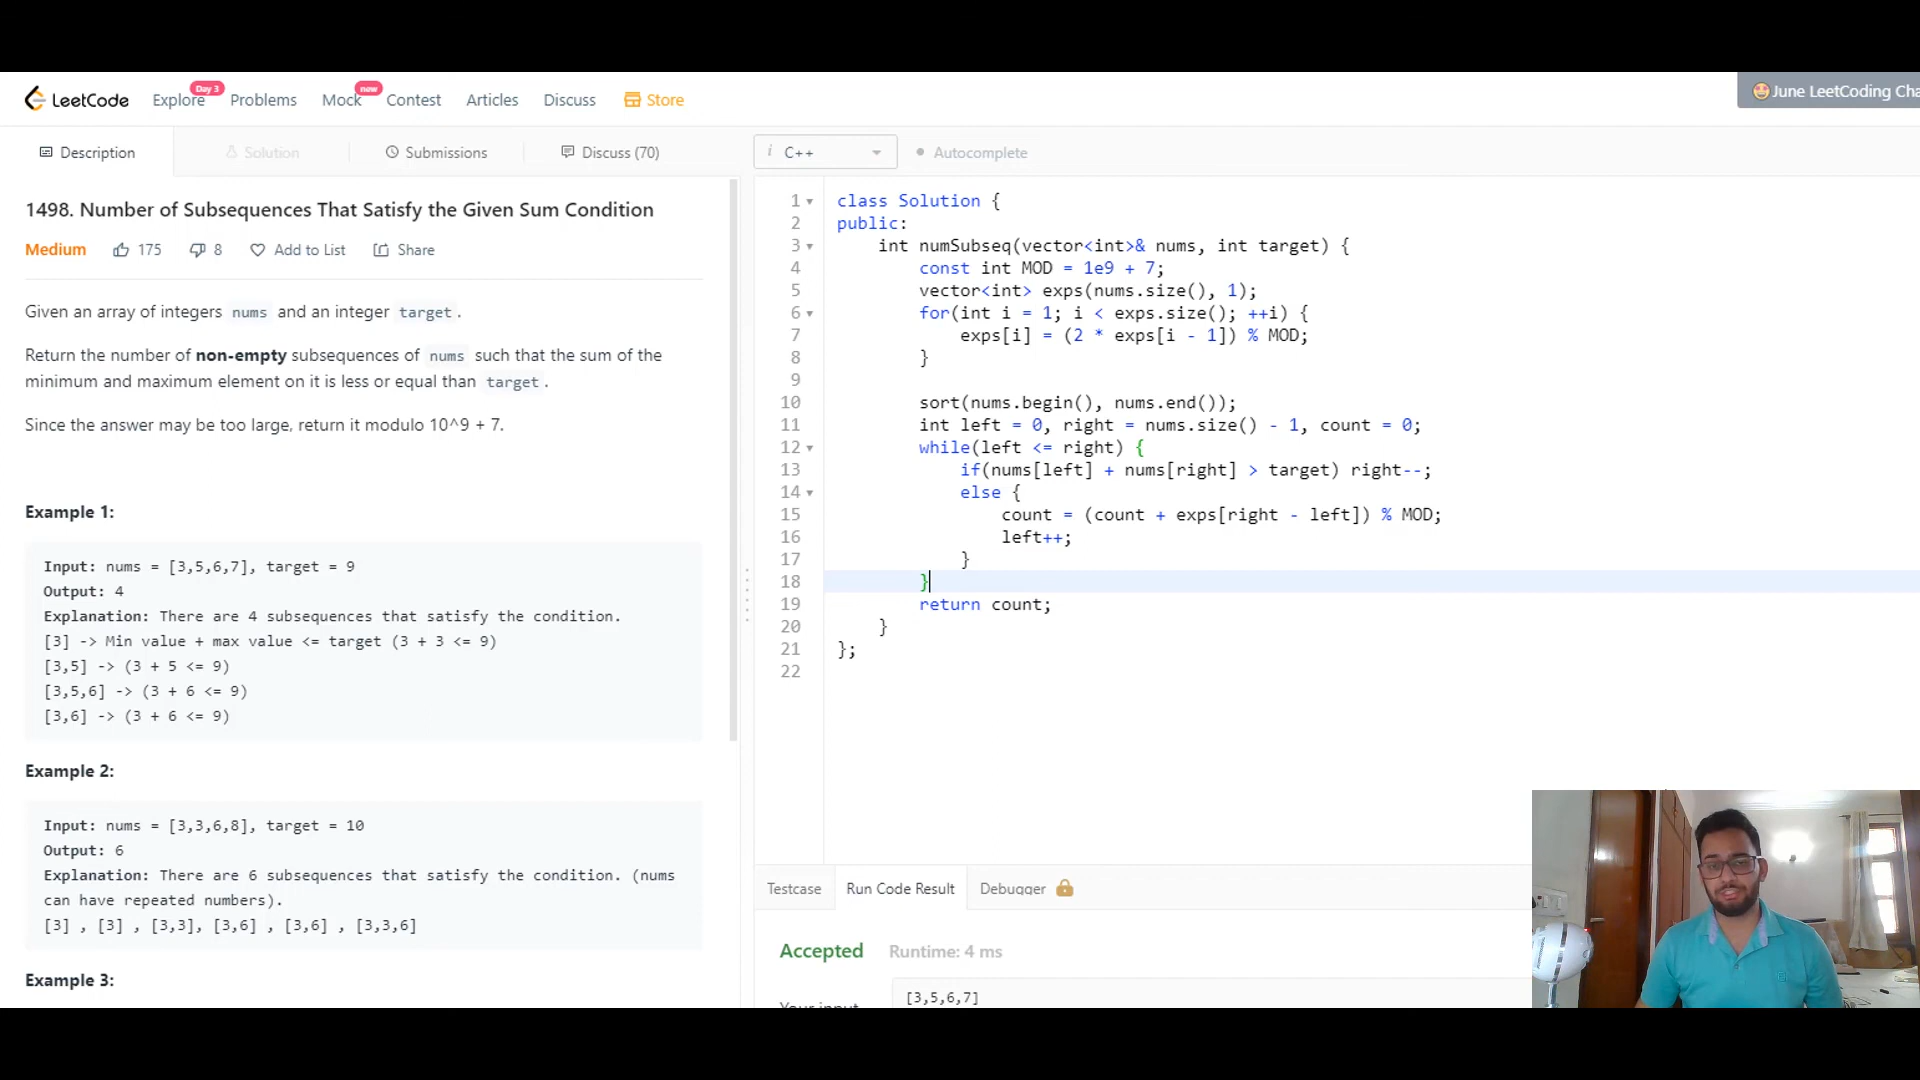 LeetCode
Explore
Day 3
Problems
Mock
new
Contest
Articles
Discuss
Store
June LeetCoding Cha
Description
Solution
Submissions
Discuss (70)
i C++
Autocomplete
1498. Number of Subsequences That Satisfy the Given Sum Condition
Medium 175 8 Add to List Share
Given an array of integers nums and an integer target.
Return the number of non-empty subsequences of nums such that the sum of the
minimum and maximum element on it is less or equal than target.
Since the answer may be too large, return it modulo 10^9 + 7.
Example 1:
Input: nums = [3,5,6,7], target = 9
Output: 4
Explanation: There are 4 subsequences that satisfy the condition.
[3] -> Min value + max value <= target (3 + 3 <= 9)
[3,5] -> (3 + 5 <= 9)
[3,5,6] -> (3 + 6 <= 9)
[3,6] -> (3 + 6 <= 9)
Example 2:
Input: nums = [3,3,6,8], target = 10
Output: 6
Explanation: There are 6 subsequences that satisfy the condition. (nums
can have repeated numbers).
[3] , [3] , [3,3], [3,6] , [3,6] , [3,3,6]
Example 3:
1 class Solution {
2 public:
3 int numSubseq(vector<int>& nums, int target) {
4 const int MOD = 1e9 + 7;
5 vector<int> exps(nums.size(), 1);
6 for(int i = 1; i < exps.size(); ++i) {
7 exps[i] = (2 * exps[i - 1]) % MOD;
8 }
9
10 sort(nums.begin(), nums.end());
11 int left = 0, right = nums.size() - 1, count = 0;
12 while(left <= right) {
13 if(nums[left] + nums[right] > target) right--;
14 else {
15 count = (count + exps[right - left]) % MOD;
16 left++;
17 }
18 }
19 return count;
20 }
21 };
22
Testcase
Run Code Result
Debugger
Accepted Runtime: 4 ms
Your input
[3,5,6,7]